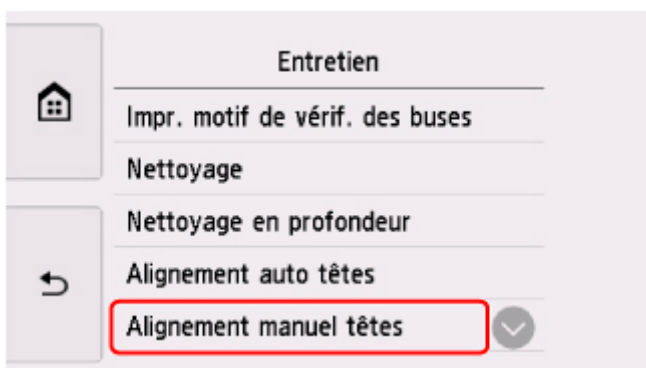 Entretien
Impr. motif de vérif. des buses
Nettoyage
Nettoyage en profondeur
Alignement auto têtes
Alignement manuel têtes